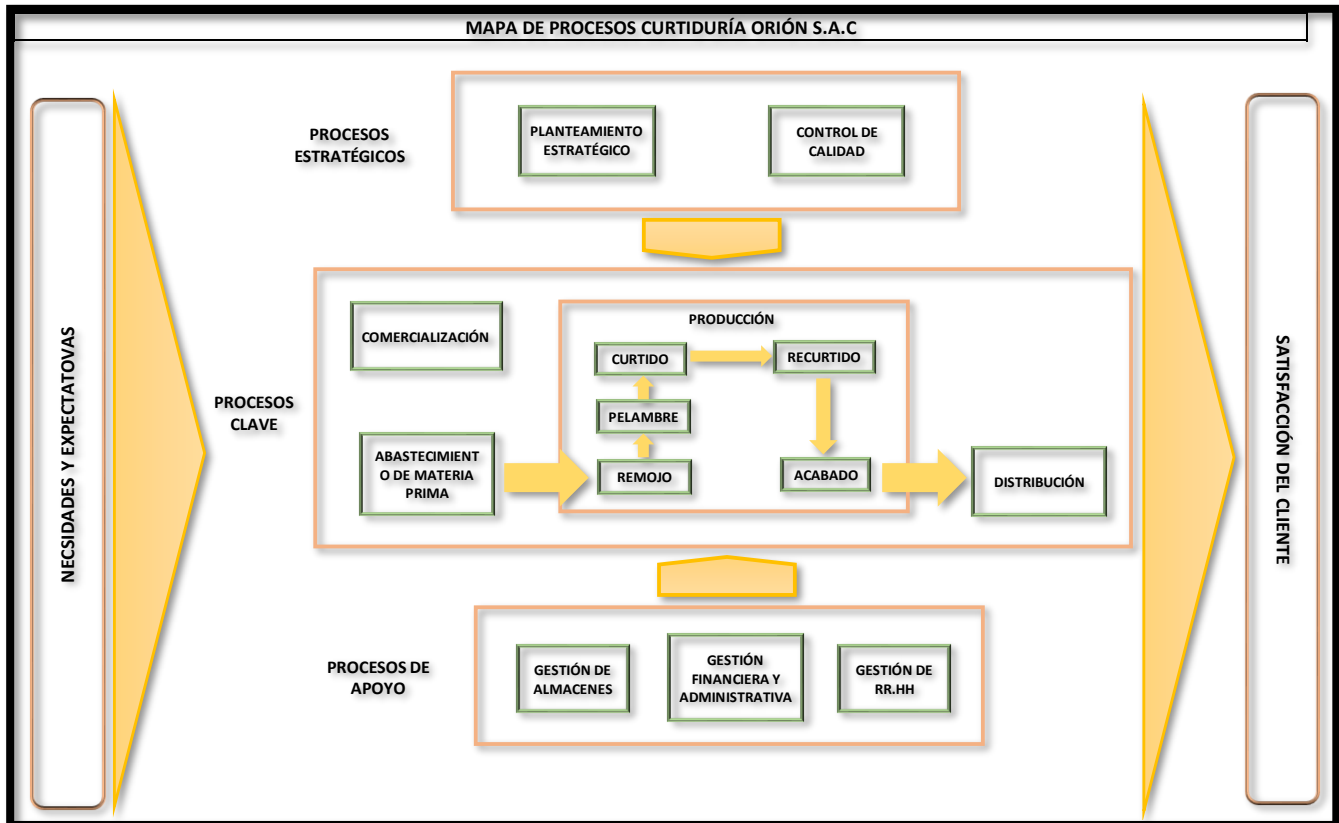 MAPA DE PROCESOS CURTIDURÍA ORIÓN S.A.C
NECSIDADES Y EXPECTATOVAS
PROCESOS
ESTRATÉGICOS
PLANTEAMIENTO
ESTRATÉGICO
CONTROL DE
CALIDAD
PROCESOS
CLAVE
COMERCIALIZACIÓN
ABASTECIMIENT
O DE MATERIA
PRIMA
PRODUCCIÓN
CURTIDO
RECURTIDO
PELAMBRE
REMOJO
ACABADO
DISTRIBUCIÓN
PROCESOS DE
APOYO
GESTIÓN DE
ALMACENES
GESTIÓN
FINANCIERA Y
ADMINISTRATIVA
GESTIÓN DE
RR.HH
SATISFACCIÓN DEL CLIENTE